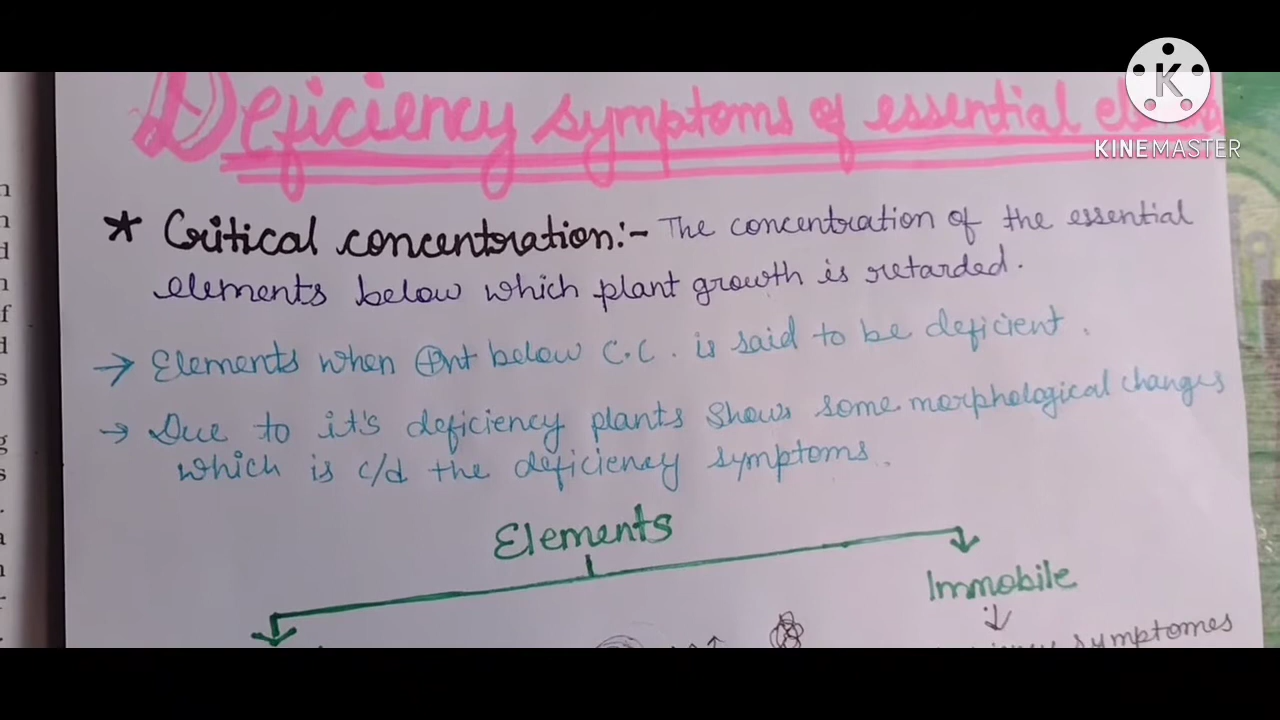 Deficiency symptoms of essential
K
KINEMASTER
* Critical concentration:- The concentration of the essential
elements below which plant growth is retarded.
→ Elements when ⊕nt below C.C. is said to be deficient.
→ Due to it's deficiency plants shows some morphological changes
which is c/d the deficiency symptoms.
Elements
Immobile
symptomes
n
n
d
n
f
d
s
g
s
.
a
n
r
.